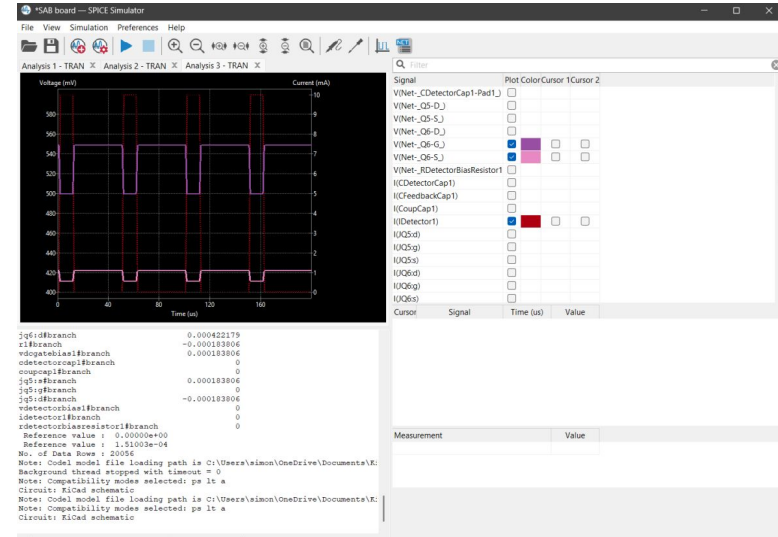 *SAB board — SPICE Simulator
File View Simulation Preferences Help
Analysis 1 - TRAN X Analysis 2 - TRAN X Analysis 3 - TRAN X
Voltage (mV) Current (mA)
10
580 9
560 8
540 7
520 6
500 5
480 4
460 3
440 2
420 1
400 0
0 40 80 120 160
Time (us)
Filter
Signal Plot Color Cursor 1 Cursor 2
V(Net-_CDetectorCap1-Pad1_)
V(Net-_Q5-D_)
V(Net-_Q5-S_)
V(Net-_Q6-D_)
V(Net-_Q6-G_)
V(Net-_Q6-S_)
V(Net-_RDetectorBiasResistor1
I(CDetectorCap1)
I(CFeedbackCap1)
I(CoupCap1)
I(IDetector1)
I(JQ5:d)
I(JQ5:g)
I(JQ5:s)
I(JQ6:d)
I(JQ6:g)
I(JQ6:s)
Cursor Signal Time (us) Value
Measurement Value
jq6:d#branch 0.000422179
r1#branch -0.000183806
vdcgatebias1#branch 0.000183806
cdetectorcap1#branch 0
coupcap1#branch 0
jq5:s#branch 0.000183806
jq5:g#branch 0
jq5:d#branch -0.000183806
vdetectorbias1#branch 0
idetector1#branch 0
rdetectorbiasresistor1#branch 0
Reference value : 0.00000e+00
Reference value : 1.51003e-04
No. of Data Rows : 20056
Note: Codel model file loading path is C:\Users\simon\OneDrive\Documents\Ki
Background thread stopped with timeout = 0
Note: Compatibility modes selected: ps lt a
Circuit: KiCad schematic
Note: Codel model file loading path is C:\Users\simon\OneDrive\Documents\Ki
Note: Compatibility modes selected: ps lt a
Circuit: KiCad schematic